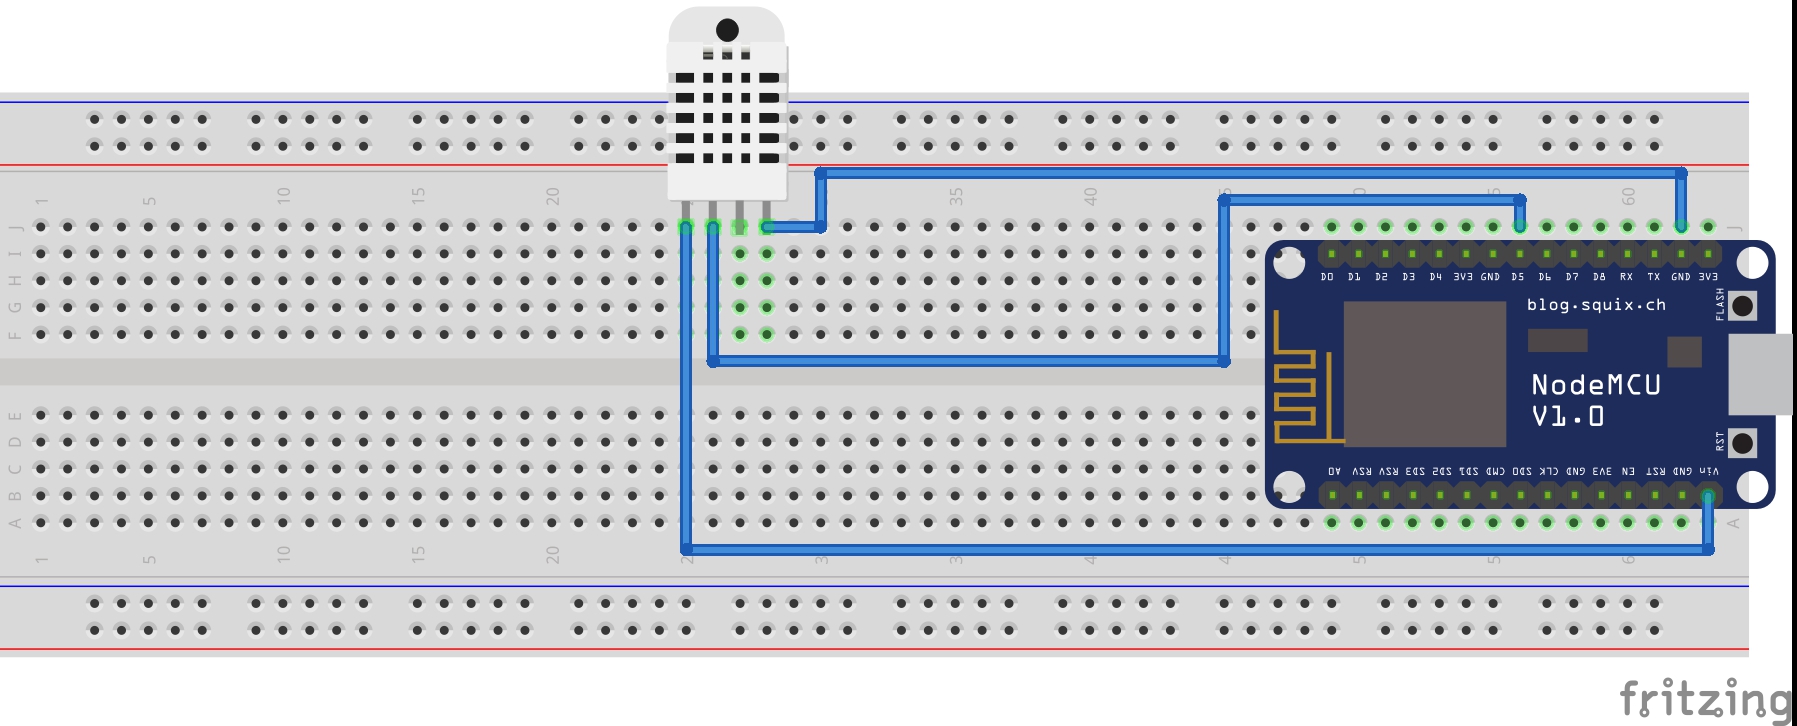 1 5 10 15 20 35 40 60
J J
I
H
G
F
D0 D1 D2 D3 D4 3V3 GND D5 D6 D7 D8 RX TX GND 3V3
blog.squix.ch
FLASH
NodeMCU
V1.0
E
D
C
B
A A
RST
A0 RSV RSV SD3 SD2 SD1 CMD SD0 CLK GND 3V3 EN RST GND Vin
1 5 10 15 20
fritzing